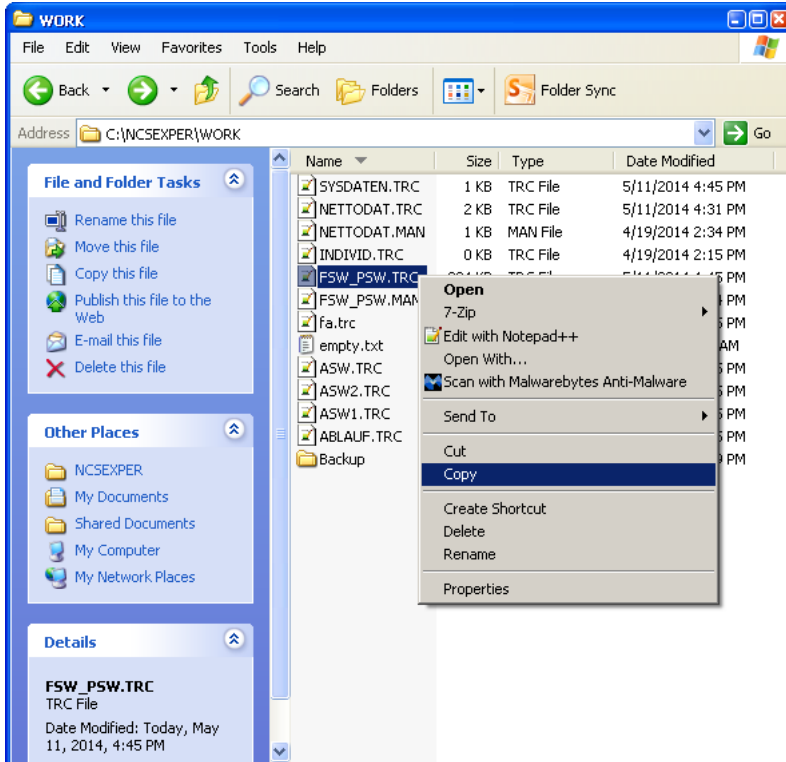 WORK
File Edit View Favorites Tools Help
Back Search Folders Folder Sync
Address C:\NCSEXPER\WORK Go
File and Folder Tasks
Rename this file
Move this file
Copy this file
Publish this file to the
Web
E-mail this file
Delete this file
Other Places
NCSEXPER
My Documents
Shared Documents
My Computer
My Network Places
Details
FSW_PSW.TRC
TRC File
Date Modified: Today, May
11, 2014, 4:45 PM
Name Size Type Date Modified
SYSDATEN.TRC 1 KB TRC File 5/11/2014 4:45 PM
NETTODAT.TRC 2 KB TRC File 5/11/2014 4:31 PM
NETTODAT.MAN 1 KB MAN File 4/19/2014 2:34 PM
INDIVID.TRC 0 KB TRC File 4/19/2014 2:15 PM
FSW_PSW.TRC
FSW_PSW.MAN PM
fa.trc PM
empty.txt AM
ASW.TRC PM
ASW2.TRC PM
ASW1.TRC PM
ABLAUF.TRC PM
Backup PM
Open
7-Zip
Edit with Notepad++
Open With...
Scan with Malwarebytes Anti-Malware
Send To
Cut
Copy
Create Shortcut
Delete
Rename
Properties